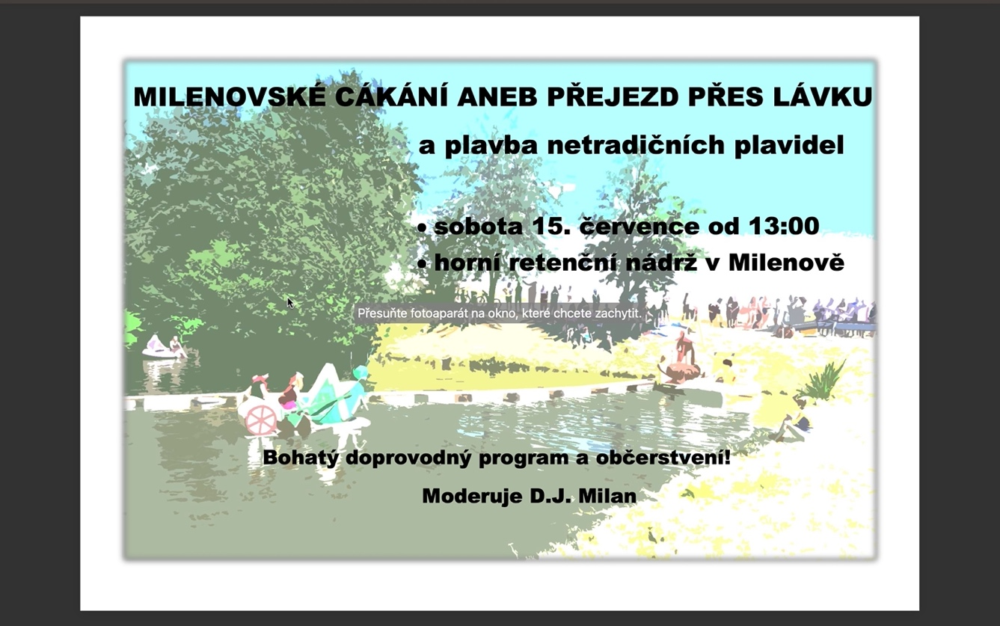 MILENOVSKÉ CÁKÁNÍ ANEB PŘEJEZD PŘES LÁVKU
a plavba netradičních plavidel
• sobota 15. července od 13:00
• horní retenční nádrž v Milenově
Přesuňte fotoaparát na okno, které chcete zachytit.
Bohatý doprovodný program a občerstvení!
Moderuje D.J. Milan